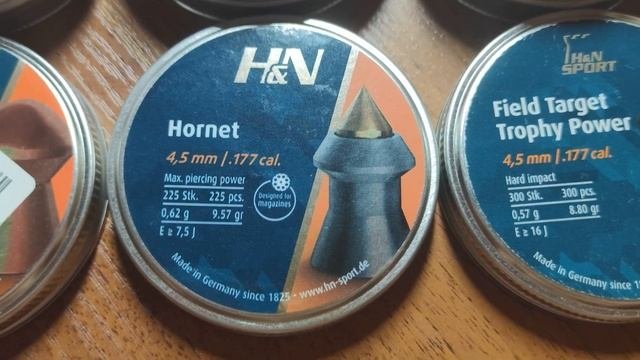 H&N
Hornet
4,5 mm / .177 cal.
Max. piercing power
225 Stk. 225 pcs.
0,62 g 9.57 gr
E ≥ 7,5 J
Designed for
magazines
Made in Germany since 1825 · www.hn-sport.de
H&N
SPORT
Field Target
Trophy Power
4,5 mm / .177 cal.
Hard impact
300 Stk. 300 pcs.
0,57 g 8.80 gr
E ≥ 16 J
Made in Germany since